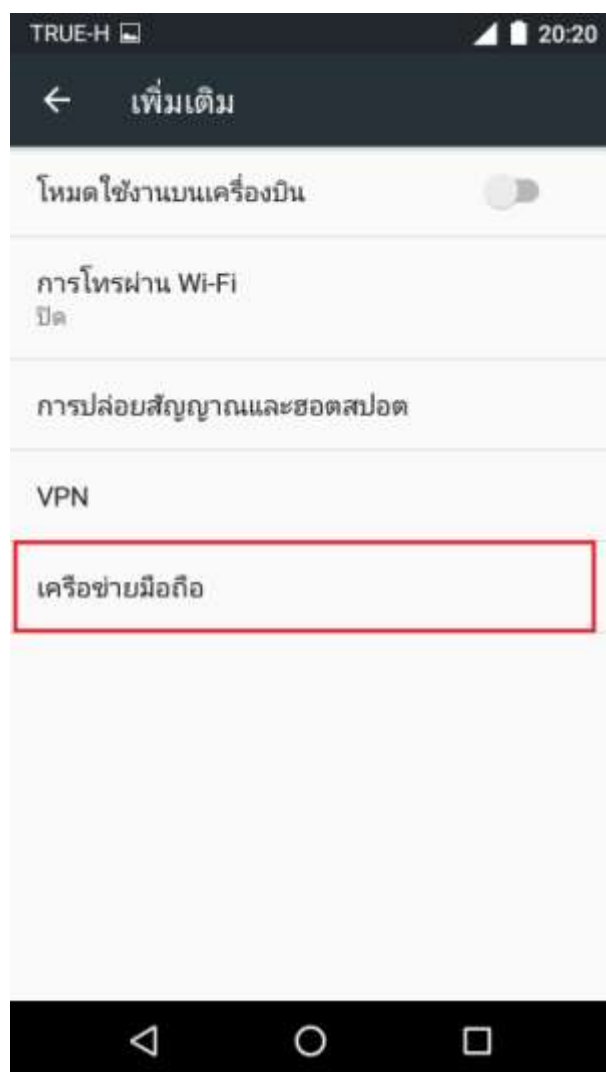 TRUE-H 20:20
เพิ่มเติม
โหมดใช้งานบนเครื่องบิน
การโทรผ่าน Wi-Fi
ปิด
การปล่อยสัญญาณและฮอตสปอต
VPN
เครือข่ายมือถือ